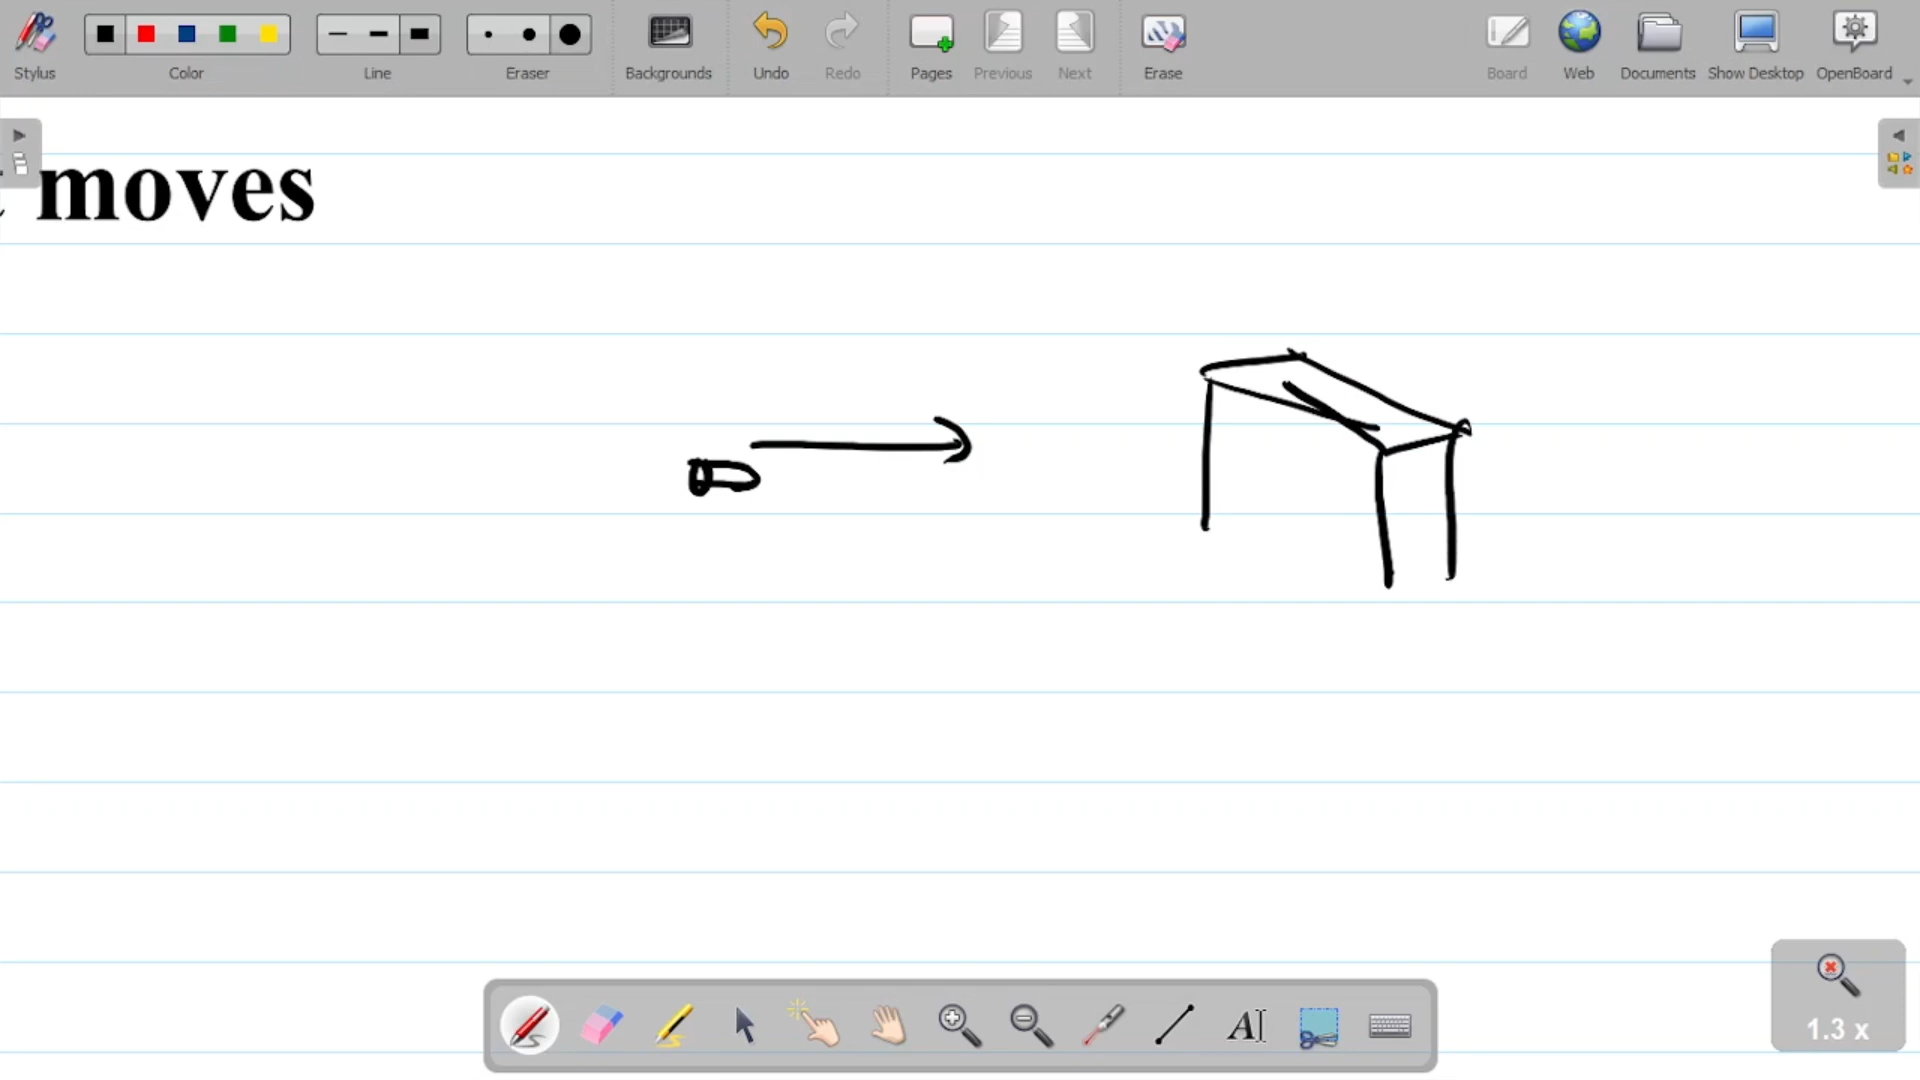 Stylus
Color
Line
Eraser
Backgrounds
Undo
Redo
Pages
Previous
Next
Erase
Board
Web
Documents
Show Desktop
OpenBoard
moves
1.3 x